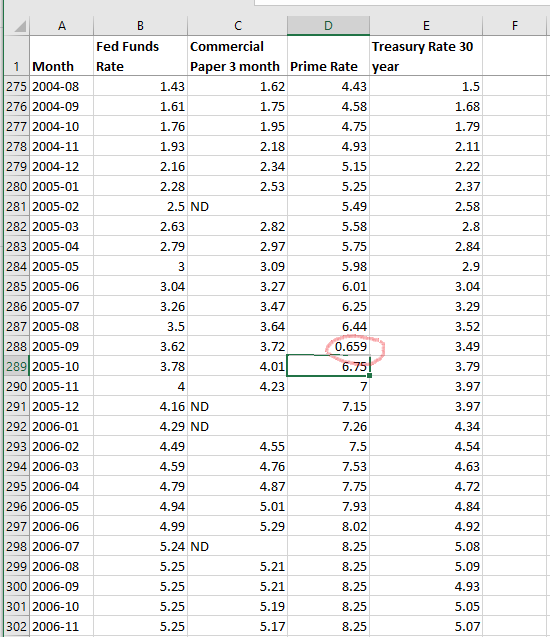 A B C D E F
Fed Funds Commercial Treasury Rate 30
1 Month Rate Paper 3 month Prime Rate year
275 2004-08 1.43 1.62 4.43 1.5
276 2004-09 1.61 1.75 4.58 1.68
277 2004-10 1.76 1.95 4.75 1.79
278 2004-11 1.93 2.18 4.93 2.11
279 2004-12 2.16 2.34 5.15 2.22
280 2005-01 2.28 2.53 5.25 2.37
281 2005-02 2.5 ND 5.49 2.58
282 2005-03 2.63 2.82 5.58 2.8
283 2005-04 2.79 2.97 5.75 2.84
284 2005-05 3 3.09 5.98 2.9
285 2005-06 3.04 3.27 6.01 3.04
286 2005-07 3.26 3.47 6.25 3.29
287 2005-08 3.5 3.64 6.44 3.52
288 2005-09 3.62 3.72 0.659 3.49
289 2005-10 3.78 4.01 6.75 3.79
290 2005-11 4 4.23 7 3.97
291 2005-12 4.16 ND 7.15 3.97
292 2006-01 4.29 ND 7.26 4.34
293 2006-02 4.49 4.55 7.5 4.54
294 2006-03 4.59 4.76 7.53 4.63
295 2006-04 4.79 4.87 7.75 4.72
296 2006-05 4.94 5.01 7.93 4.84
297 2006-06 4.99 5.29 8.02 4.92
298 2006-07 5.24 ND 8.25 5.08
299 2006-08 5.25 5.21 8.25 5.09
300 2006-09 5.25 5.21 8.25 4.93
301 2006-10 5.25 5.19 8.25 5.05
302 2006-11 5.25 5.17 8.25 5.07